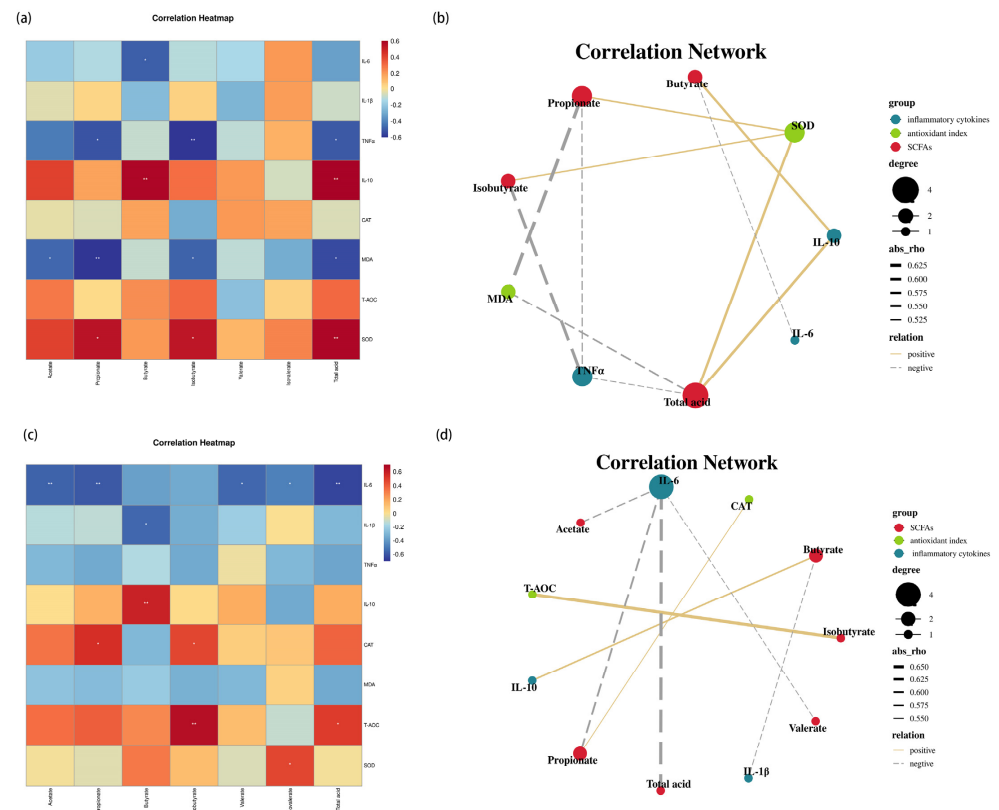 (a)
Correlation Heatmap
0.6
0.4
0.2
0
-0.2
-0.4
-0.6
IL-6
IL-1β
TNFα
IL-10
CAT
MDA
T-AOC
SOD
*
** ** *
** **
* ** * *
* * **
Acetate
Propionate
Butyrate
Isobutyrate
Valerate
Isovalerate
Total acid
(b)
Correlation Network
Butyrate
Propionate
SOD
Isobutyrate
IL-10
MDA
IL-6
TNFα
Total acid
group
inflammatory cytokines
antioxidant index
SCFAs
degree
4
2
1
abs_rho
0.625
0.600
0.575
0.550
0.525
relation
positive
negtive
(c)
Correlation Heatmap
0.6
0.4
0.2
0
-0.2
-0.4
-0.6
IL-6
IL-1β
TNFα
IL-10
CAT
MDA
T-AOC
SOD
** ** * * **
*
**
* *
** *
*
Acetate
ropionate
Butyrate
obutyrate
Valerate
ovalerate
Total acid
(d)
Correlation Network
IL-6
CAT
Acetate
Butyrate
T-AOC
Isobutyrate
IL-10
Valerate
Propionate
IL-1β
Total acid
group
SCFAs
antioxidant index
inflammatory cytokines
degree
4
2
1
abs_rho
0.650
0.625
0.600
0.575
0.550
relation
positive
negtive